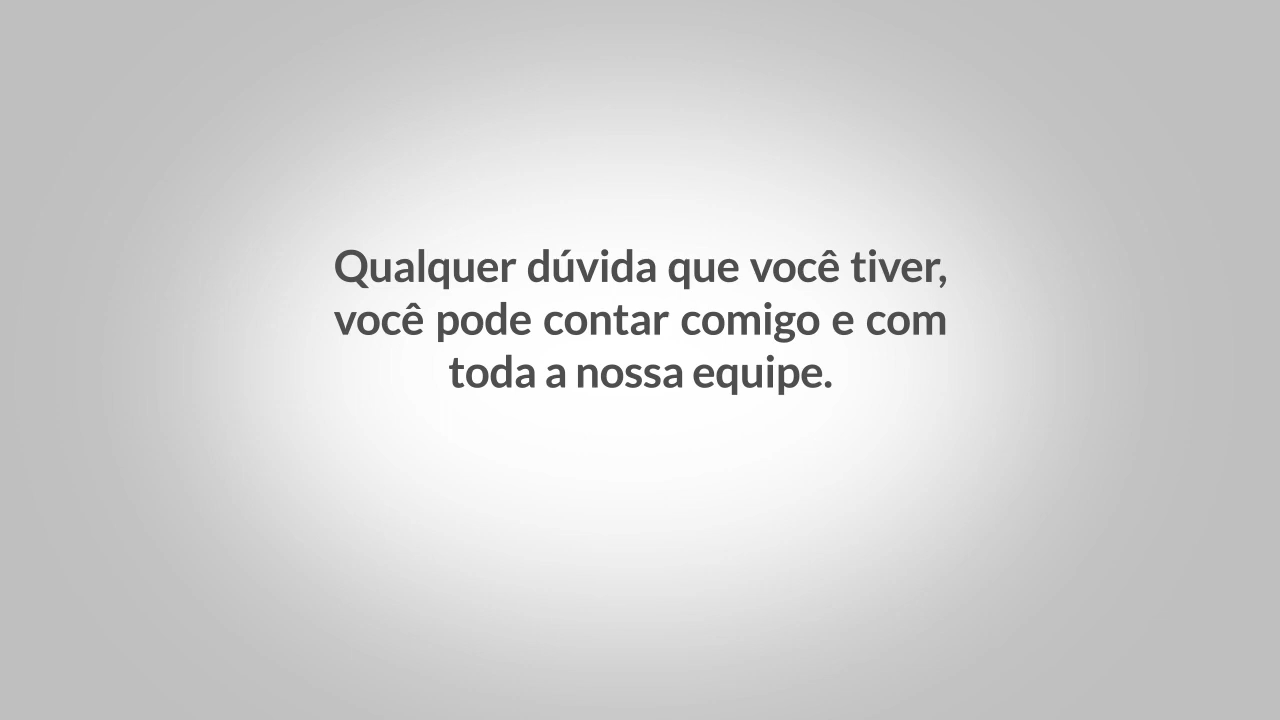 Qualquer dúvida que você tiver,
você pode contar comigo e com
toda a nossa equipe.